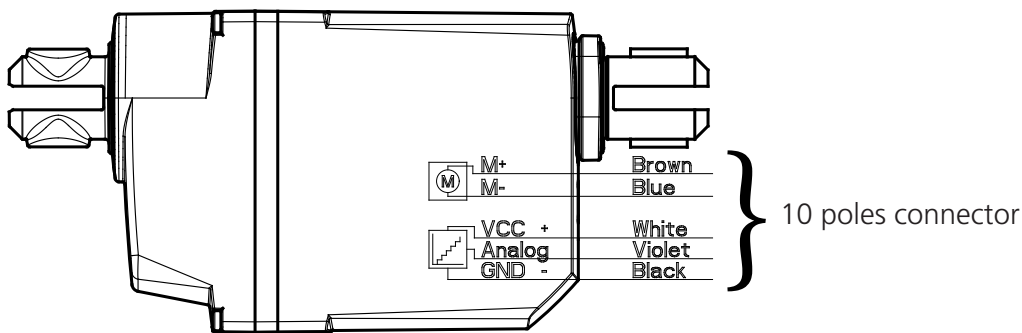 M+ Brown
M M- Blue
VCC + White
Analog Violet
GND - Black
10 poles connector